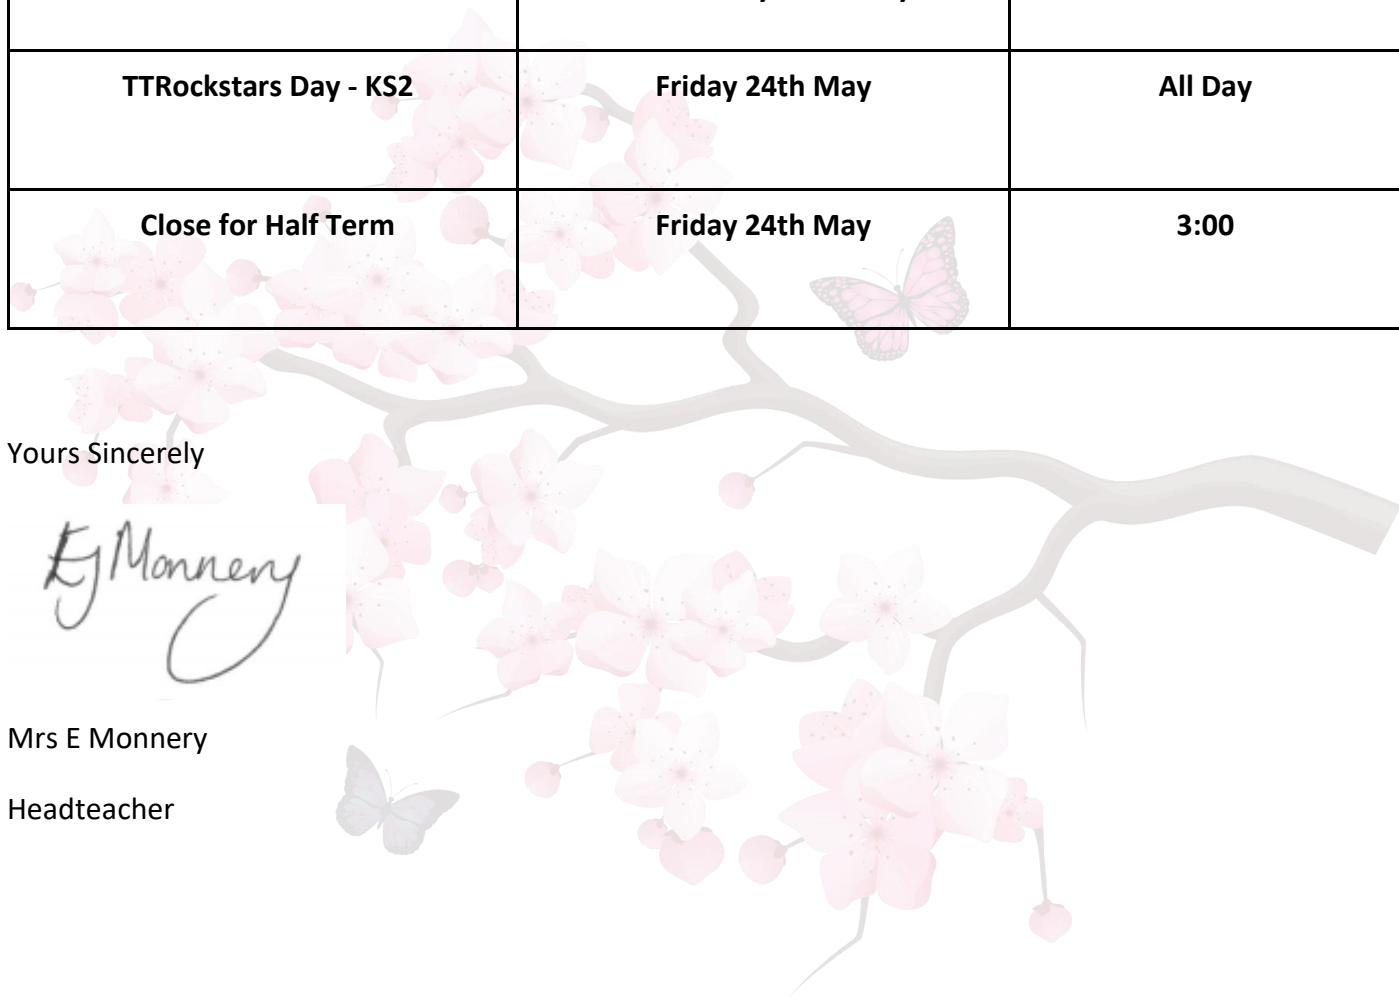 TTRockstars Day - KS2 Friday 24th May All Day
Close for Half Term Friday 24th May 3:00
Yours Sincerely
EJ Monnery
Mrs E Monnery
Headteacher